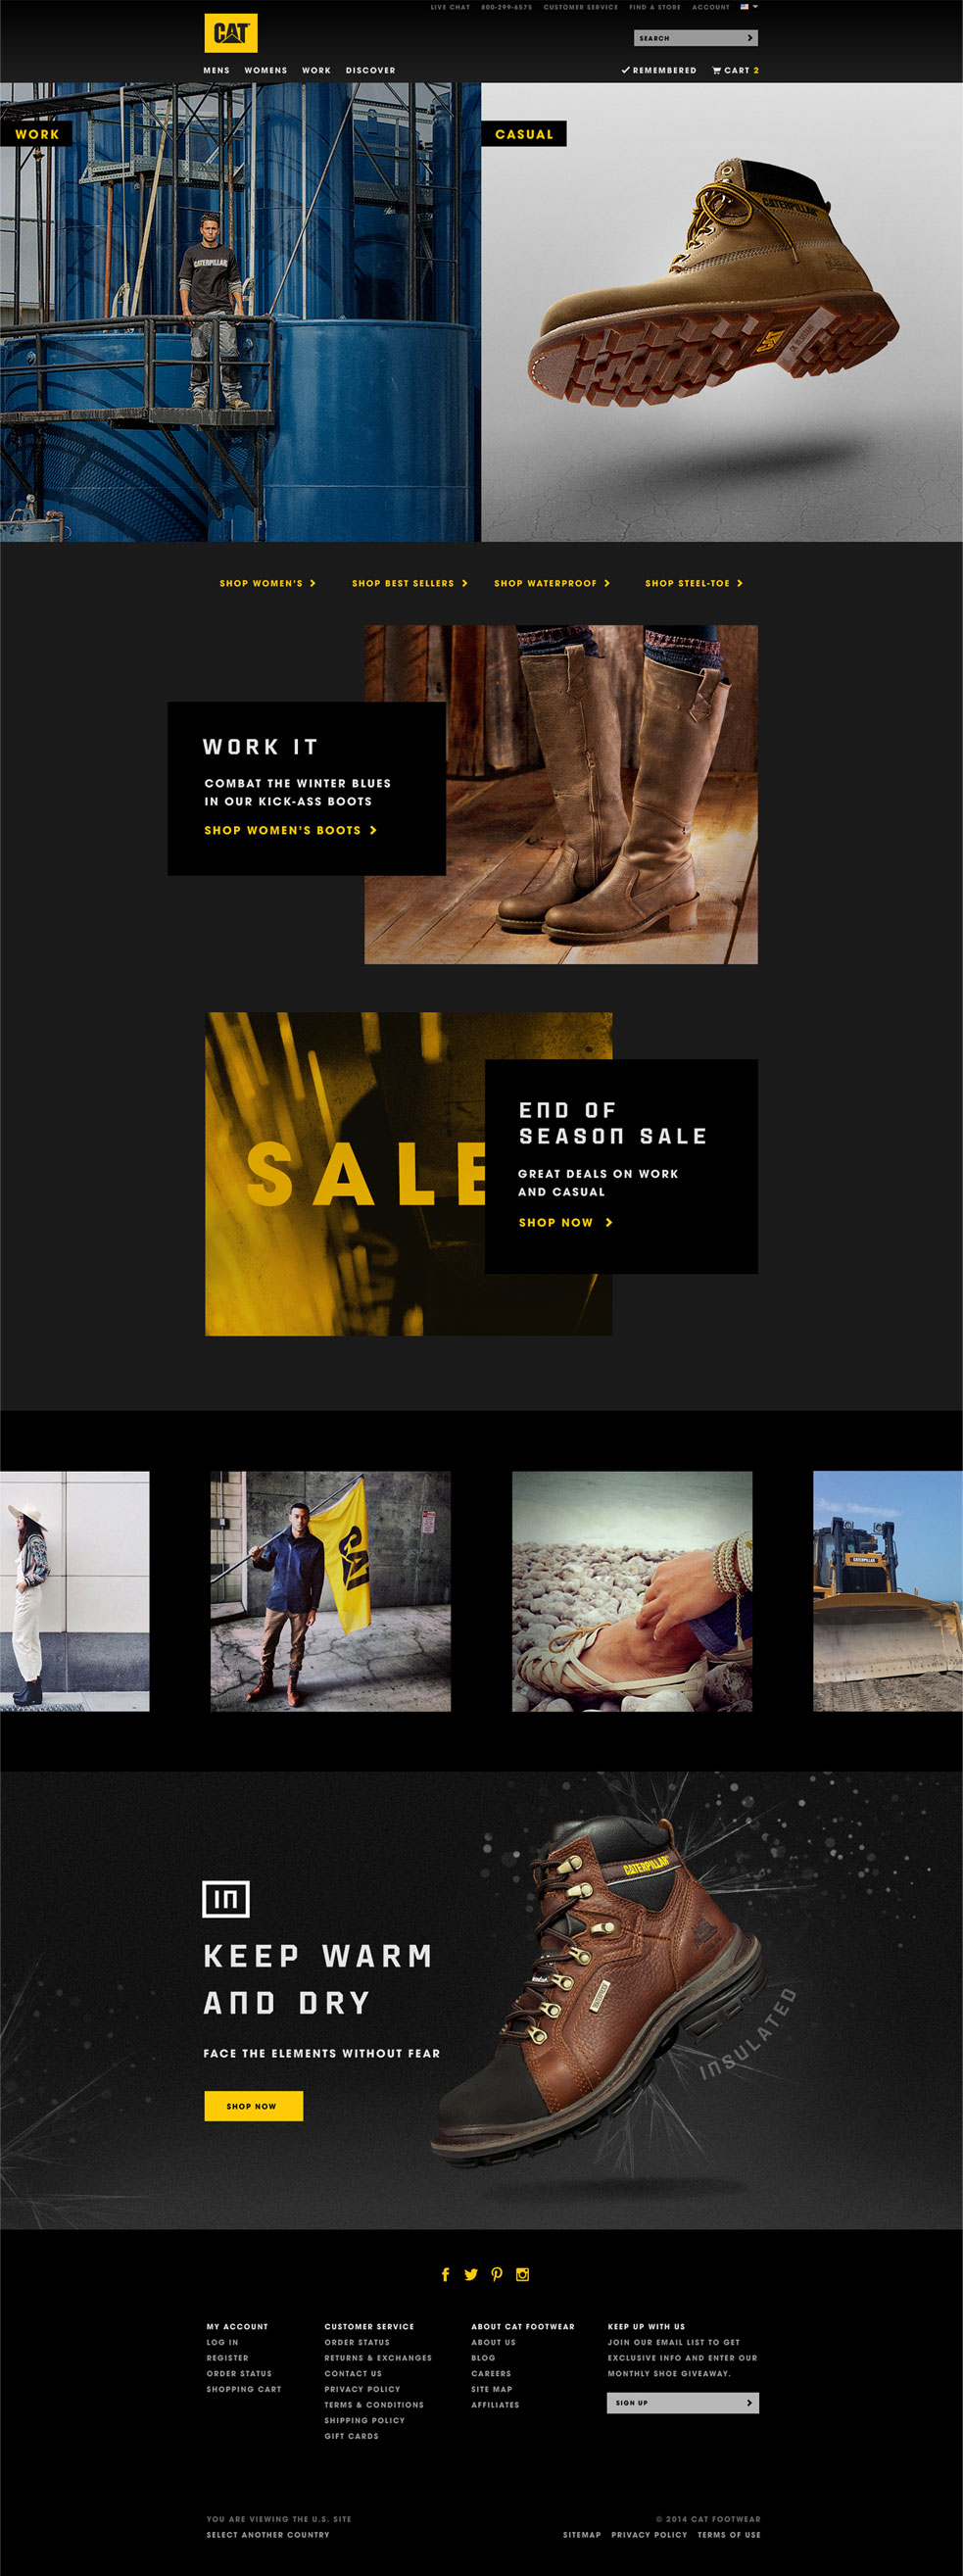 LIVE CHAT 800-299-6575 CUSTOMER SERVICE FIND A STORE ACCOUNT
CAT
SEARCH
MENS WOMENS WORK DISCOVER
REMEMBERED CART 2
WORK
CASUAL
CATERPILLAR
CATERPILLAR
SHOP WOMEN'S
SHOP BEST SELLERS
SHOP WATERPROOF
SHOP STEEL-TOE
WORK IT
COMBAT THE WINTER BLUES
IN OUR KICK-ASS BOOTS
SHOP WOMEN'S BOOTS
SALE
END OF
SEASON SALE
GREAT DEALS ON WORK
AND CASUAL
SHOP NOW
CAT
CATERPILLAR
CATERPILLAR
IN
KEEP WARM
AND DRY
FACE THE ELEMENTS WITHOUT FEAR
SHOP NOW
INSULATED
MY ACCOUNT
LOG IN
REGISTER
ORDER STATUS
SHOPPING CART
CUSTOMER SERVICE
ORDER STATUS
RETURNS & EXCHANGES
CONTACT US
PRIVACY POLICY
TERMS & CONDITIONS
SHIPPING POLICY
GIFT CARDS
ABOUT CAT FOOTWEAR
ABOUT US
BLOG
CAREERS
SITE MAP
AFFILIATES
KEEP UP WITH US
JOIN OUR EMAIL LIST TO GET
EXCLUSIVE INFO AND ENTER OUR
MONTHLY SHOE GIVEAWAY.
SIGN UP
YOU ARE VIEWING THE U.S. SITE
SELECT ANOTHER COUNTRY
© 2014 CAT FOOTWEAR
SITEMAP PRIVACY POLICY TERMS OF USE